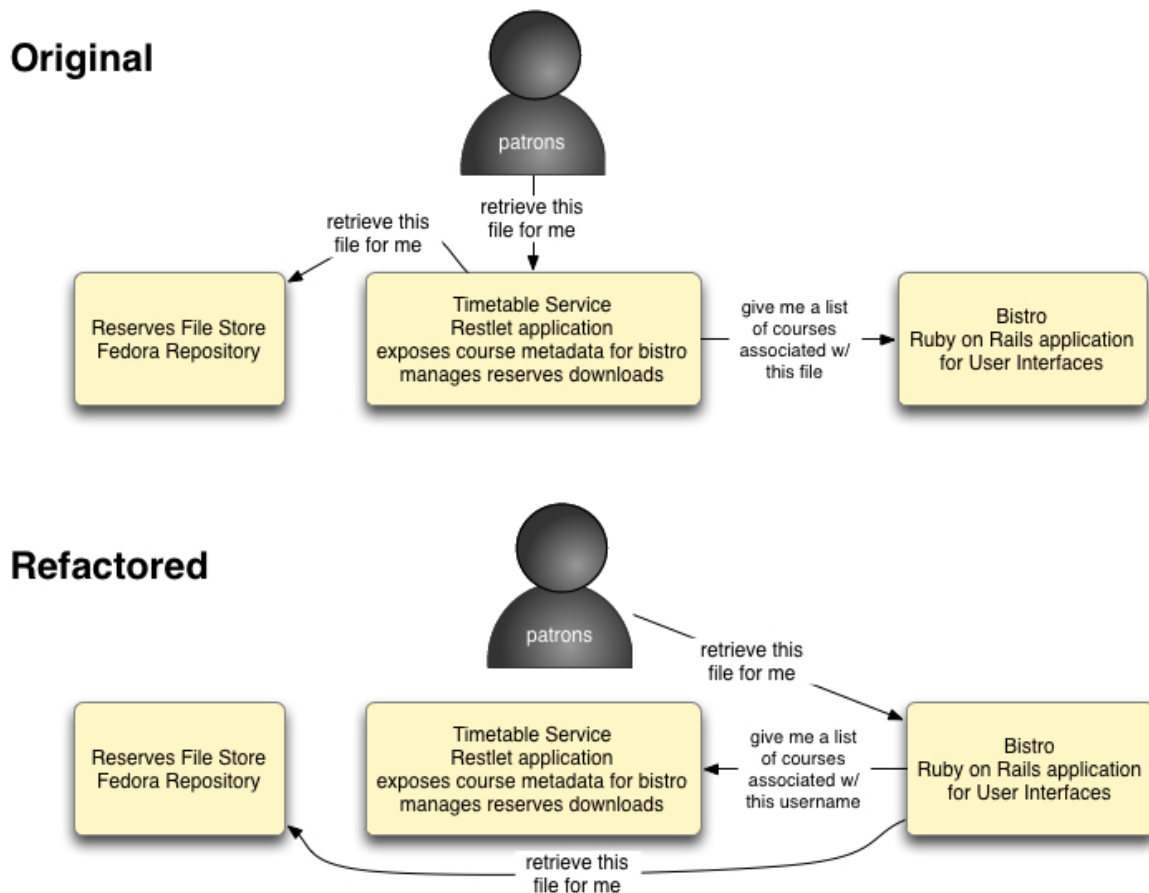 Original
patrons
retrieve this
file for me
retrieve this
file for me
Reserves File Store
Fedora Repository
Timetable Service
Restlet application
exposes course metadata for bistro
manages reserves downloads
give me a list
of courses
associated w/
this file
Bistro
Ruby on Rails application
for User Interfaces
Refactored
patrons
retrieve this
file for me
Reserves File Store
Fedora Repository
Timetable Service
Restlet application
exposes course metadata for bistro
manages reserves downloads
give me a list
of courses
associated w/
this username
Bistro
Ruby on Rails application
for User Interfaces
retrieve this
file for me